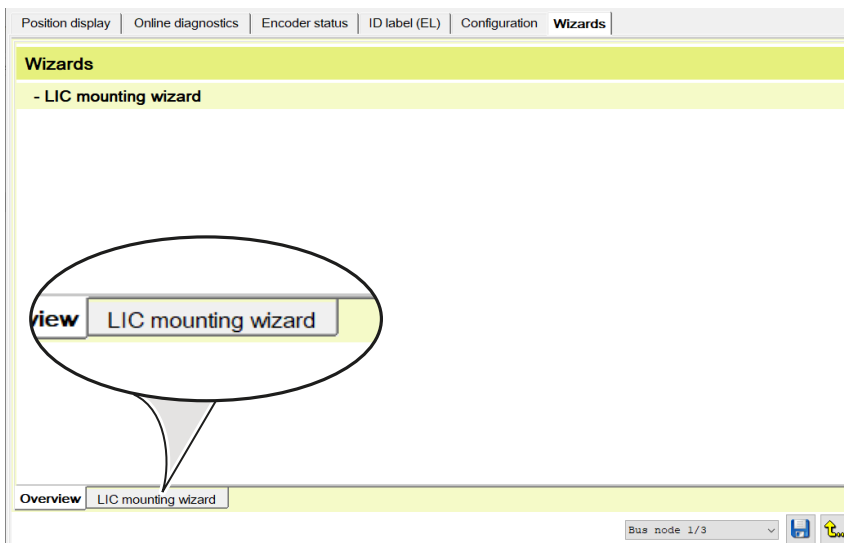 Position display Online diagnostics Encoder status ID label (EL) Configuration Wizards
Wizards
- LIC mounting wizard
view LIC mounting wizard
Overview LIC mounting wizard
Bus node 1/3